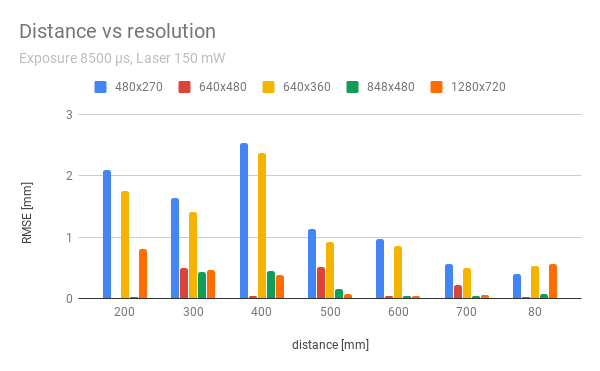 Distance vs resolution
Exposure 8500 μs, Laser 150 mW
480x270 640x480 640x360 848x480 1280x720
3
2
1
0
RMSE [mm]
200 300 400 500 600 700 80
distance [mm]